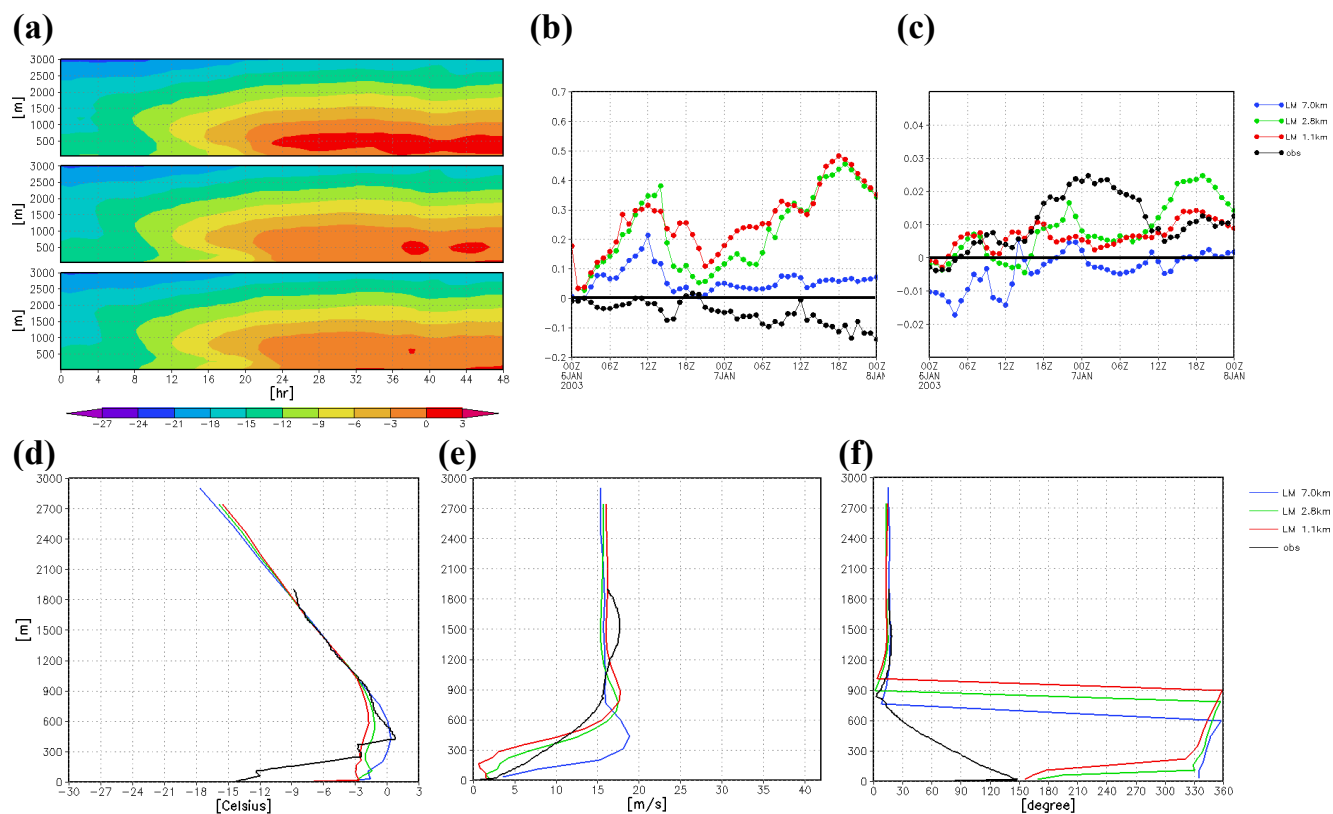 (a)
3000
2500
2000
1500
1000
500
[m]
3000
2500
2000
1500
1000
500
[m]
3000
2500
2000
1500
1000
500
[m]
0 4 8 12 16 20 24 28 32 36 40 44 48
[hr]
−27 −24 −21 −18 −15 −12 −9 −6 −3 0 3
(b)
0.7
0.6
0.5
0.4
0.3
0.2
0.1
0
−0.1
−0.2
00Z 06Z 12Z 18Z 00Z 06Z 12Z 18Z 00Z
6JAN 7JAN 8JAN
2003
(c)
0.04
0.03
0.02
0.01
0
−0.01
−0.02
00Z 06Z 12Z 18Z 00Z 06Z 12Z 18Z 00Z
6JAN 7JAN 8JAN
2003
LM 7.0km
LM 2.8km
LM 1.1km
obs
(d)
3000
2700
2400
2100
1800
1500
1200
900
600
300
0
[m]
−30 −27 −24 −21 −18 −15 −12 −9 −6 −3 0 3
[Celsius]
(e)
3000
2700
2400
2100
1800
1500
1200
900
600
300
0
0 5 10 15 20 25 30 35 40
[m/s]
(f)
3000
2700
2400
2100
1800
1500
1200
900
600
300
0
0 30 60 90 120 150 180 210 240 270 300 330 360
[degree]
LM 7.0km
LM 2.8km
LM 1.1km
obs